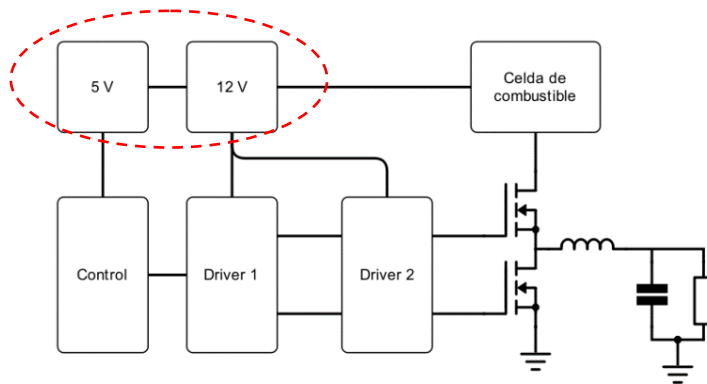 5 V
12 V
Celda de
combustible
Control
Driver 1
Driver 2